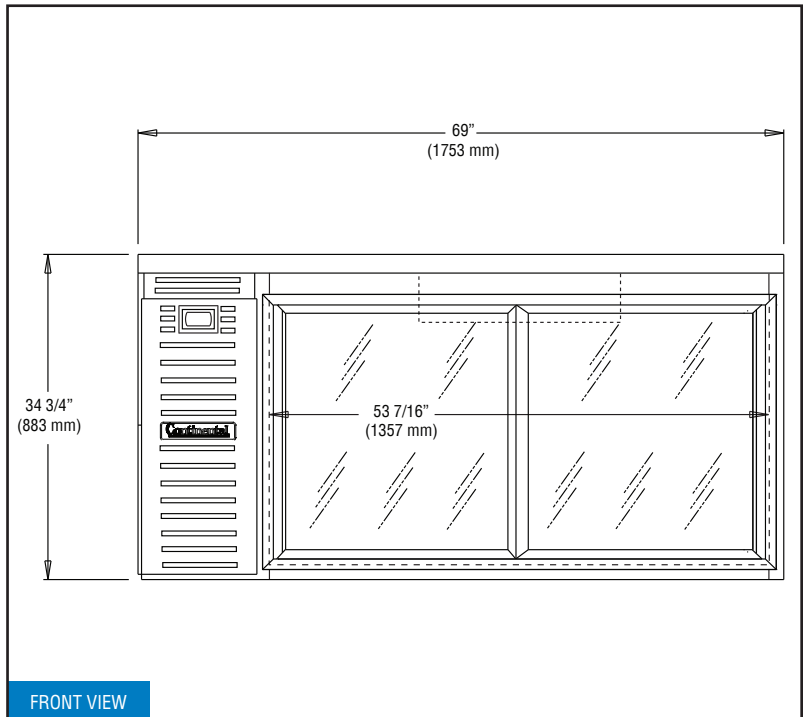 69”
(1753 mm)
34 3/4”
(883 mm)
Continental
53 7/16”
(1357 mm)
FRONT VIEW